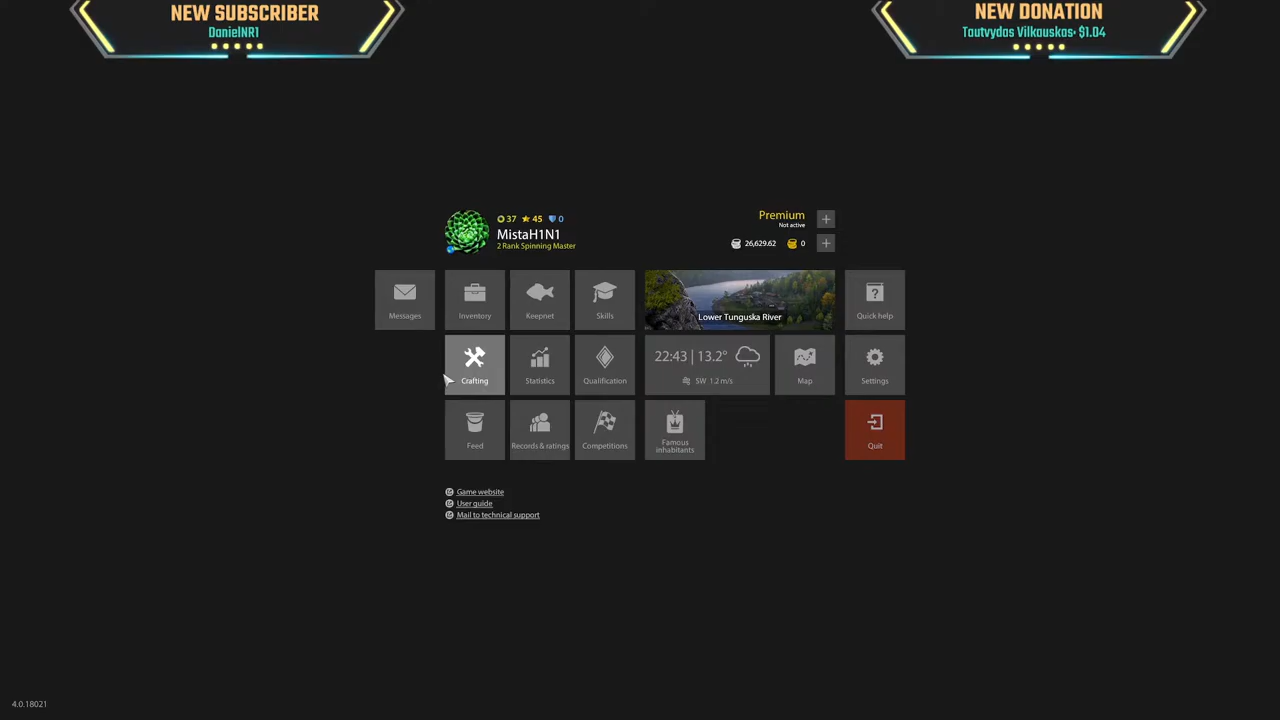 NEW SUBSCRIBER
DanielNR1
NEW DONATION
Tautvydas Vilkauskas• $1.04
37 45 0
MistaH1N1
2 Rank Spinning Master
Premium
Not active
26,629.62 0
Messages
Inventory
Keepnet
Skills
Lower Tunguska River
Quick help
Crafting
Statistics
Qualification
22:43 | 13.2°
SW 1.2 m/s
Map
Settings
Feed
Records & ratings
Competitions
Famous
inhabitants
Quit
Game website
User guide
Mail to technical support
4.0.18021